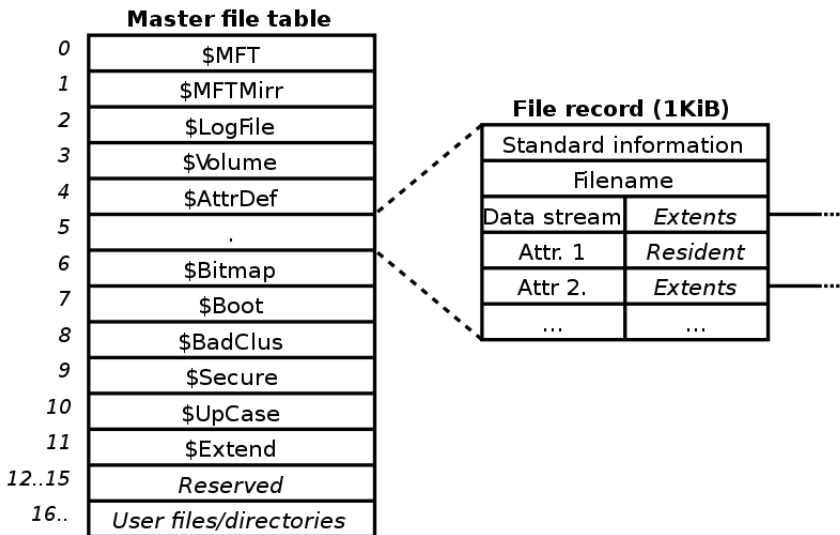 Master file table
0 $MFT
1 $MFTMirr
2 $LogFile
3 $Volume
4 $AttrDef
5 .
6 $Bitmap
7 $Boot
8 $BadClus
9 $Secure
10 $UpCase
11 $Extend
12..15 Reserved
16.. User files/directories
File record (1KiB)
Standard information
Filename
Data stream Extents
Attr. 1 Resident
Attr 2. Extents
... ...